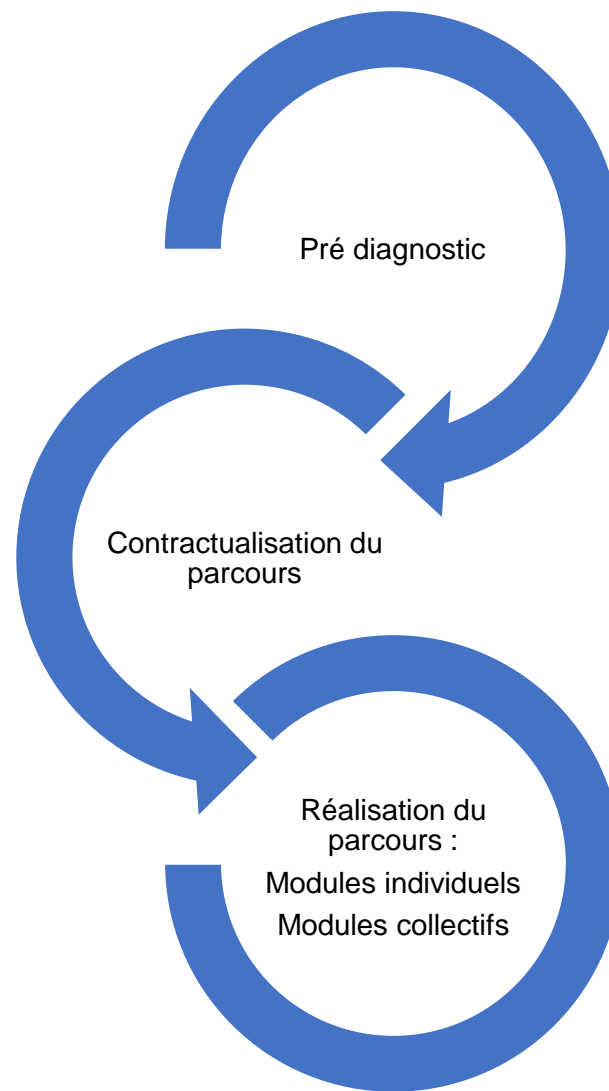 Pré diagnostic
Contractualisation du
parcours
Réalisation du
parcours :
Modules individuels
Modules collectifs